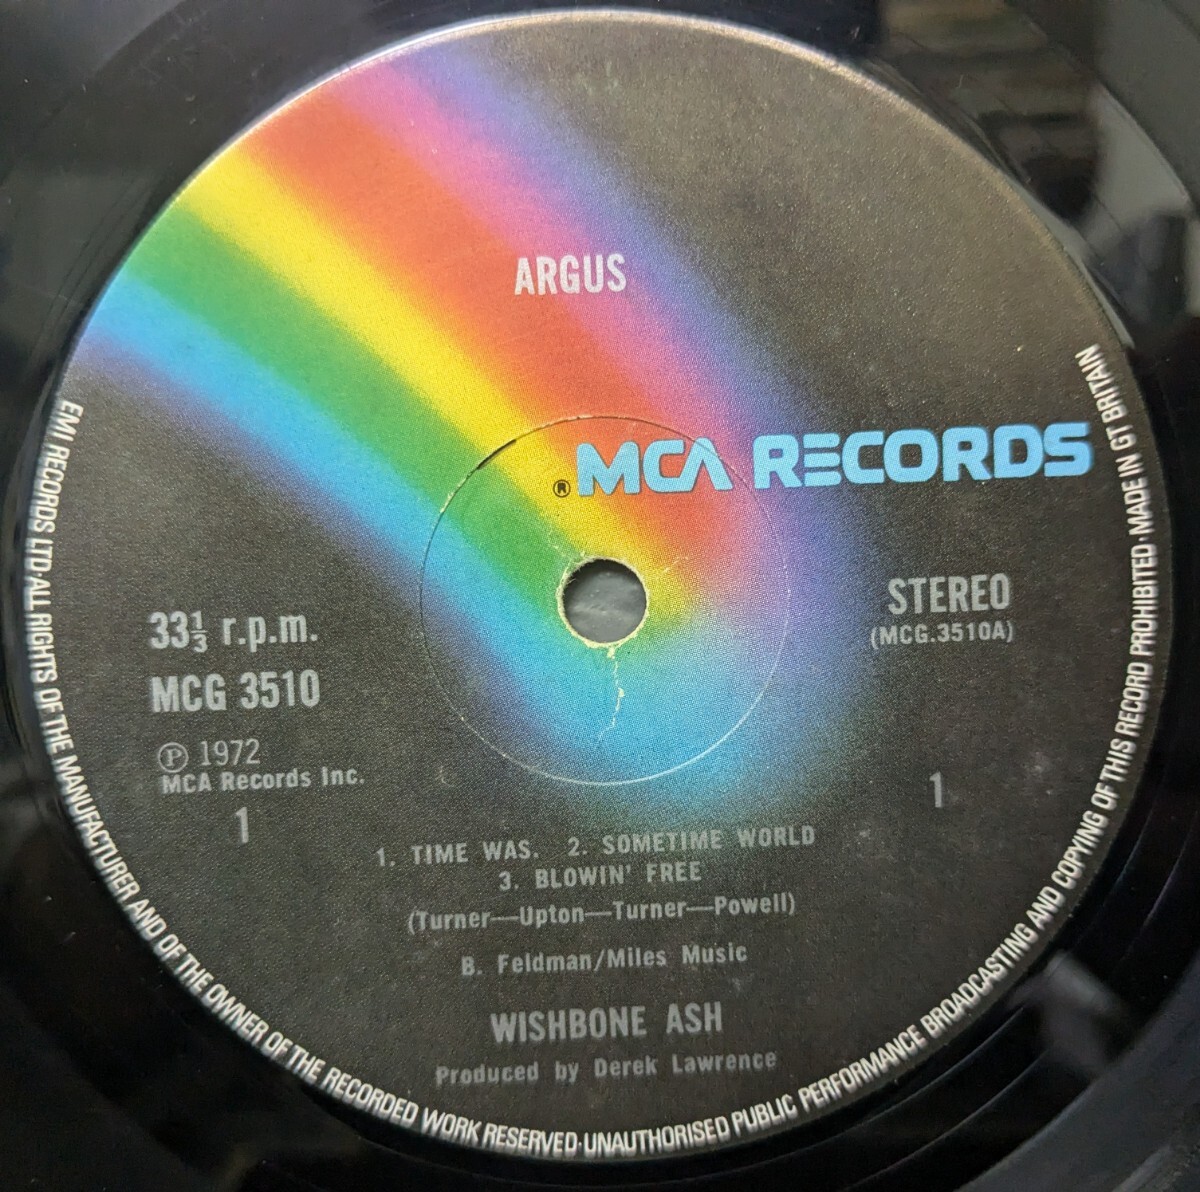 ARGUS
® MCA RECORDS
STEREO
(MCG.3510A)
33⅓ r.p.m.
MCG 3510
Ⓟ 1972
MCA Records Inc.
1
1
1. TIME WAS. 2. SOMETIME WORLD
3. BLOWIN' FREE
(Turner—Upton—Turner—Powell)
B. Feldman/Miles Music
WISHBONE ASH
Produced by Derek Lawrence
EMI RECORDS LTD·ALL RIGHTS OF THE MANUFACTURER AND OF THE OWNER OF THE RECORDED WORK RESERVED·UNAUTHORISED PUBLIC PERFORMANCE BROADCASTING AND COPYING OF THIS RECORD PROHIBITED·MADE IN GT BRITAIN